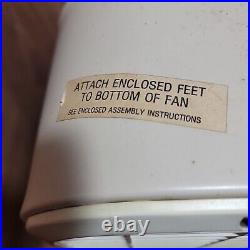 ATTACH ENCLOSED FEET
TO BOTTOM OF FAN
SEE ENCLOSED ASSEMBLY INSTRUCTIONS